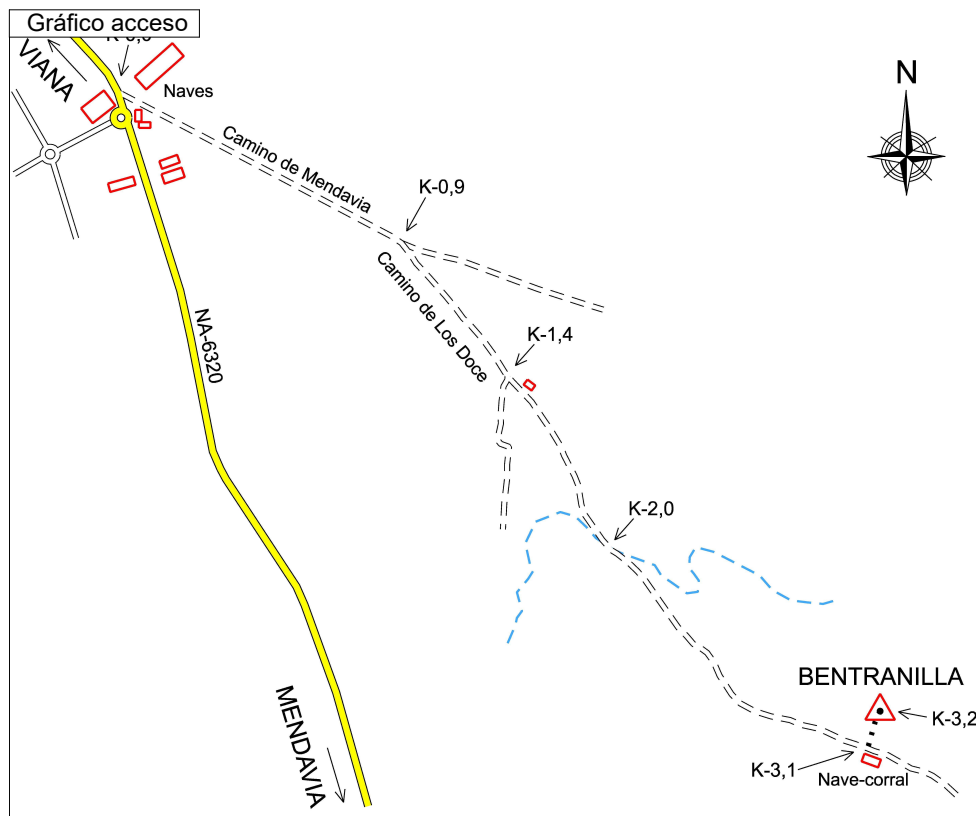 Gráfico acceso
VIANA
Naves
N
Camino de Mendavia
K-0,9
Camino de Los Doce
K-1,4
NA-6320
K-2,0
BENTRANILLA
K-3,2
K-3,1
Nave-corral
MENDAVIA